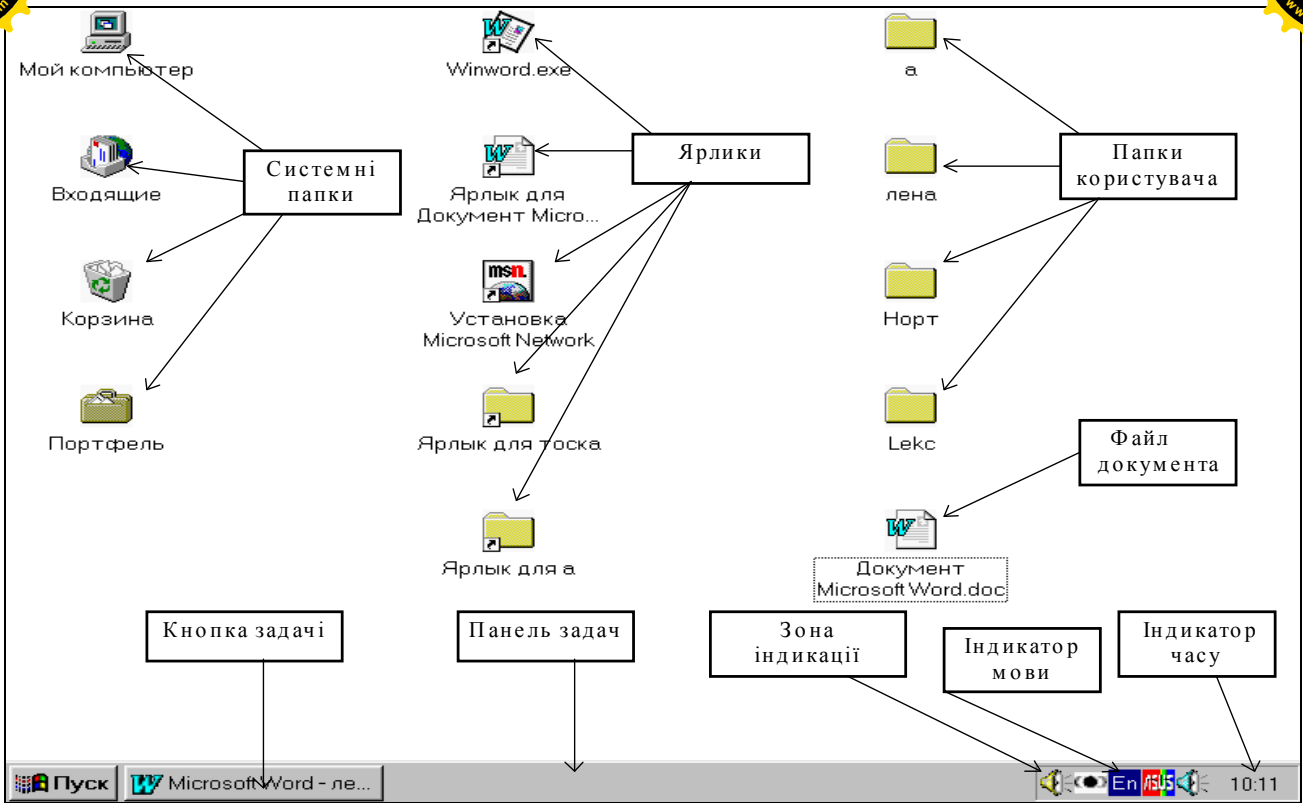 Мой компьютер
Winword.exe
а
Системні
папки
Ярлики
Папки
користувача
Входящие
Ярлык для
Документ Micro...
лена
msn.
Корзина
Установка
Microsoft Network
Норт
Портфель
Ярлык для тоска
Lekc
Файл
документа
Ярлык для а
Документ
Microsoft Word.doc
Кнопка задачі
Панель задач
Зона
індикації
Індикатор
мови
Індикатор
часу
Пуск
Microsoft Word - ле...
En
ASUS
10:11